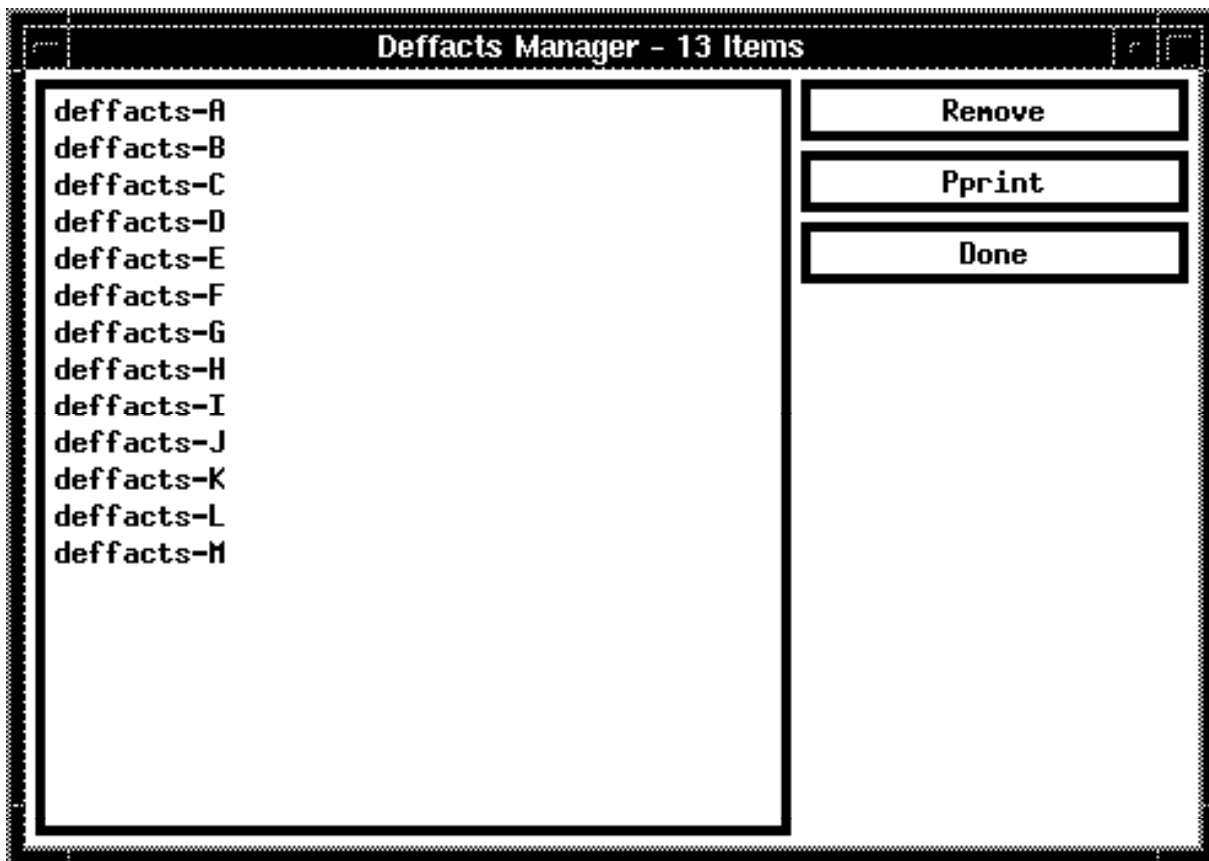 Deffacts Manager - 13 Items
deffacts-A
deffacts-B
deffacts-C
deffacts-D
deffacts-E
deffacts-F
deffacts-G
deffacts-H
deffacts-I
deffacts-J
deffacts-K
deffacts-L
deffacts-M
Remove
Pprint
Done